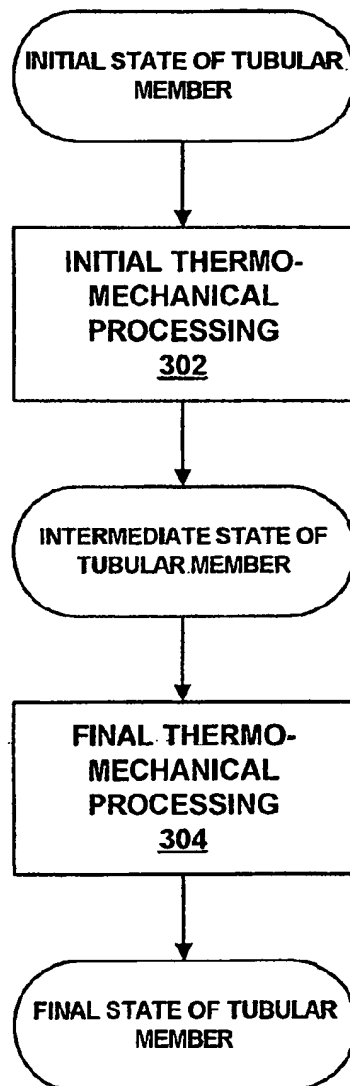 INITIAL STATE OF TUBULAR
MEMBER
INITIAL THERMO-
MECHANICAL
PROCESSING
302
INTERMEDIATE STATE OF
TUBULAR MEMBER
FINAL THERMO-
MECHANICAL
PROCESSING
304
FINAL STATE OF TUBULAR
MEMBER